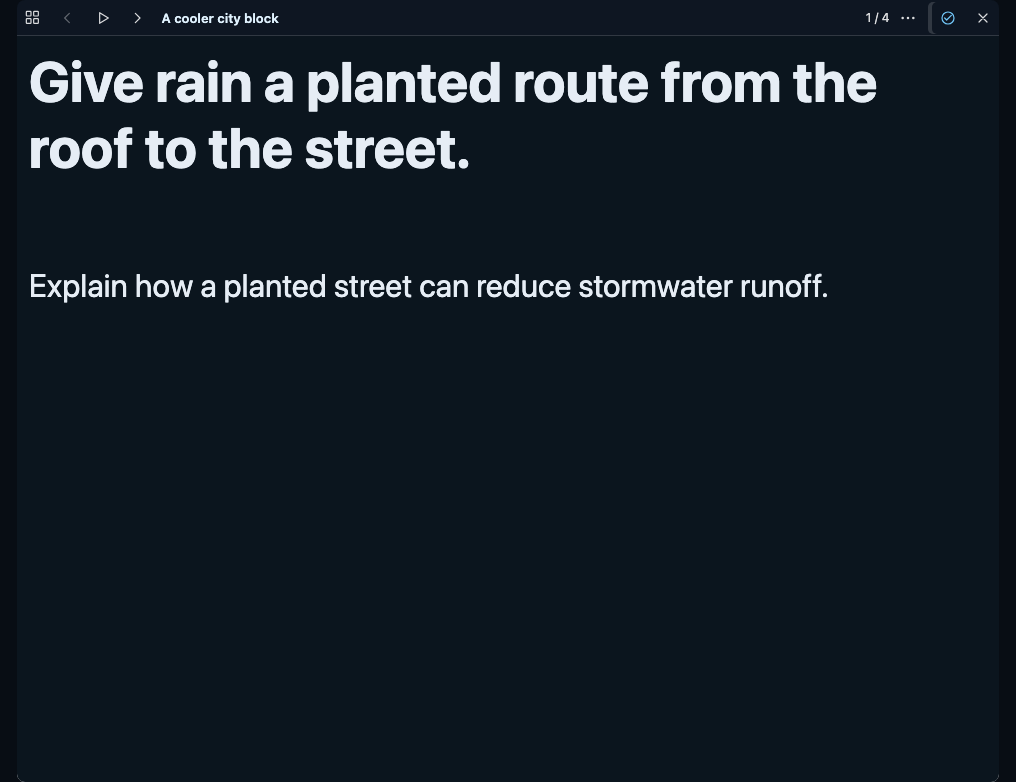 A cooler city block
1 / 4
Give rain a planted route from the
roof to the street.
Explain how a planted street can reduce stormwater runoff.